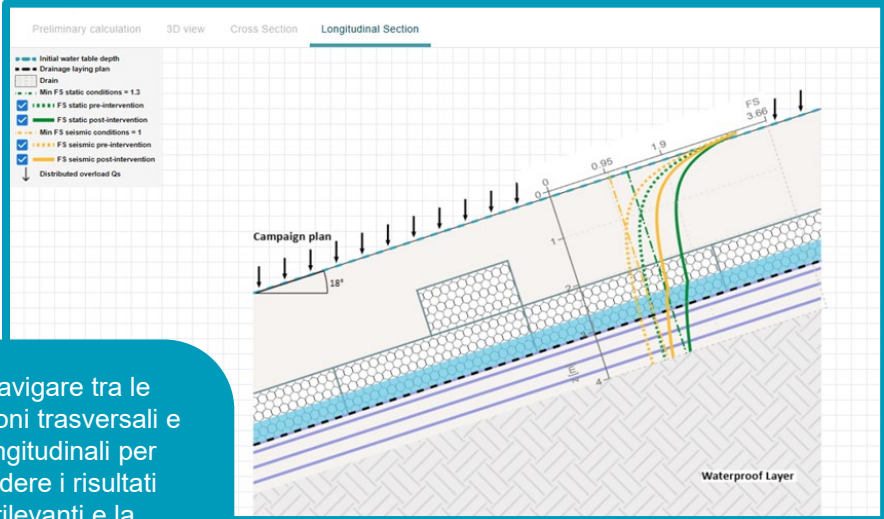 Preliminary calculation 3D view Cross Section Longitudinal Section
Initial water table depth
Drainage laying plan
Drain
Min FS static conditions = 1.3
FS static pre-intervention
FS static post-intervention
Min FS seismic conditions = 1
FS seismic pre-intervention
FS seismic post-intervention
Distributed overload Qs
FS
3.66
1.9
0.95
0
0
1
2
3
4
Campaign plan
18°
Waterproof Layer
avigare tra le
oni trasversali e
ngitudinali per
dere i risultati
rilevanti e la